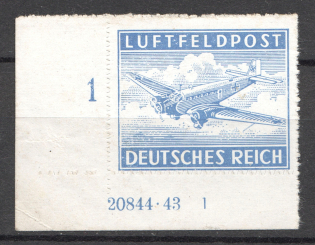 LUFTFELDPOST
1
DEUTSCHES REICH
20844·43 1